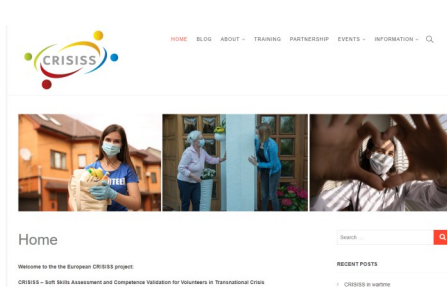 CRISISS
HOME BLOG ABOUT TRAINING PARTNERSHIP EVENTS INFORMATION
Home
Search ...
Welcome to the the European CRISISS project:
RECENT POSTS
CRISISS – Soft Skills Assessment and Competence Validation for Volunteers in Transnational Crisis
CRISISS in wartime